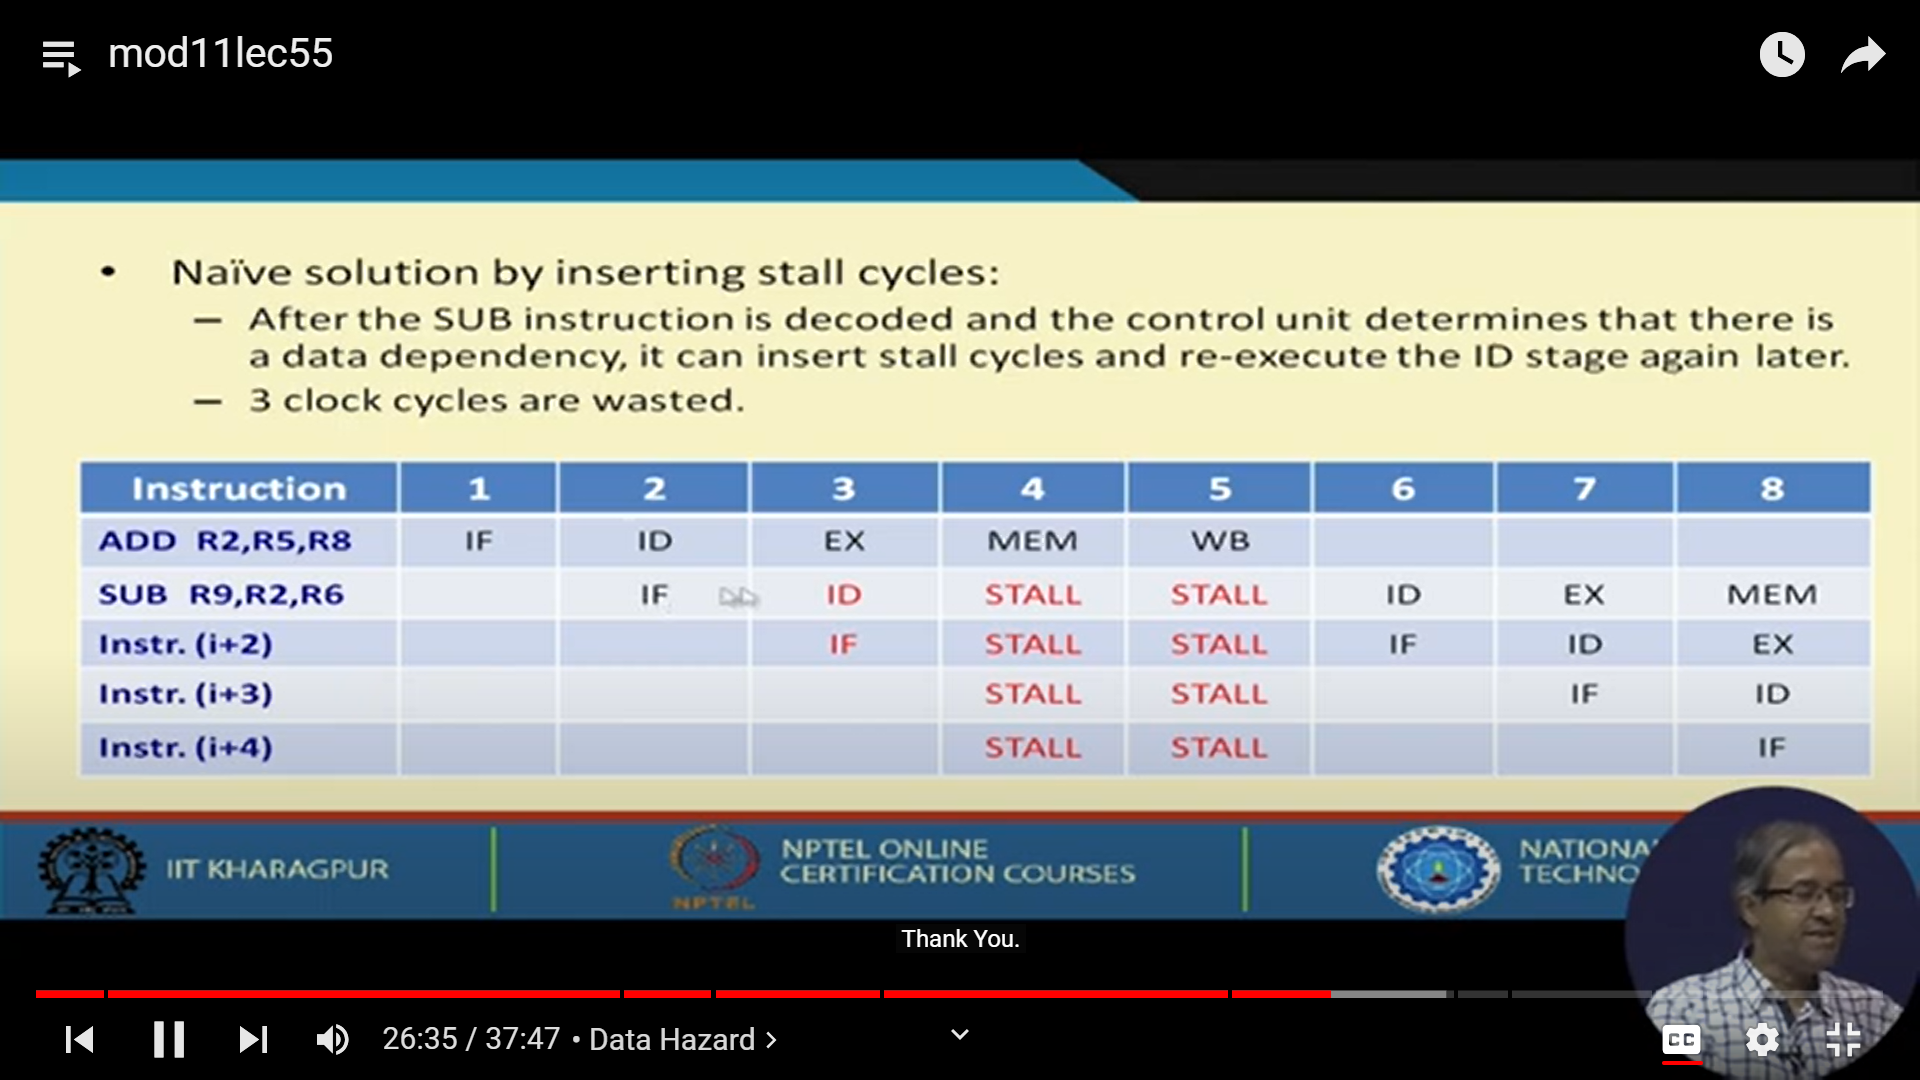 mod11lec55
• Naïve solution by inserting stall cycles:
– After the SUB instruction is decoded and the control unit determines that there is
a data dependency, it can insert stall cycles and re-execute the ID stage again later.
– 3 clock cycles are wasted.
Instruction 1 2 3 4 5 6 7 8
ADD R2,R5,R8 IF ID EX MEM WB
SUB R9,R2,R6 IF ID STALL STALL ID EX MEM
Instr. (i+2) IF STALL STALL IF ID EX
Instr. (i+3) STALL STALL IF ID
Instr. (i+4) STALL STALL IF
IIT KHARAGPUR
NPTEL
NPTEL ONLINE
CERTIFICATION COURSES
NATIONA
TECHNO
Thank You.
26:35 / 37:47 • Data Hazard >
CC